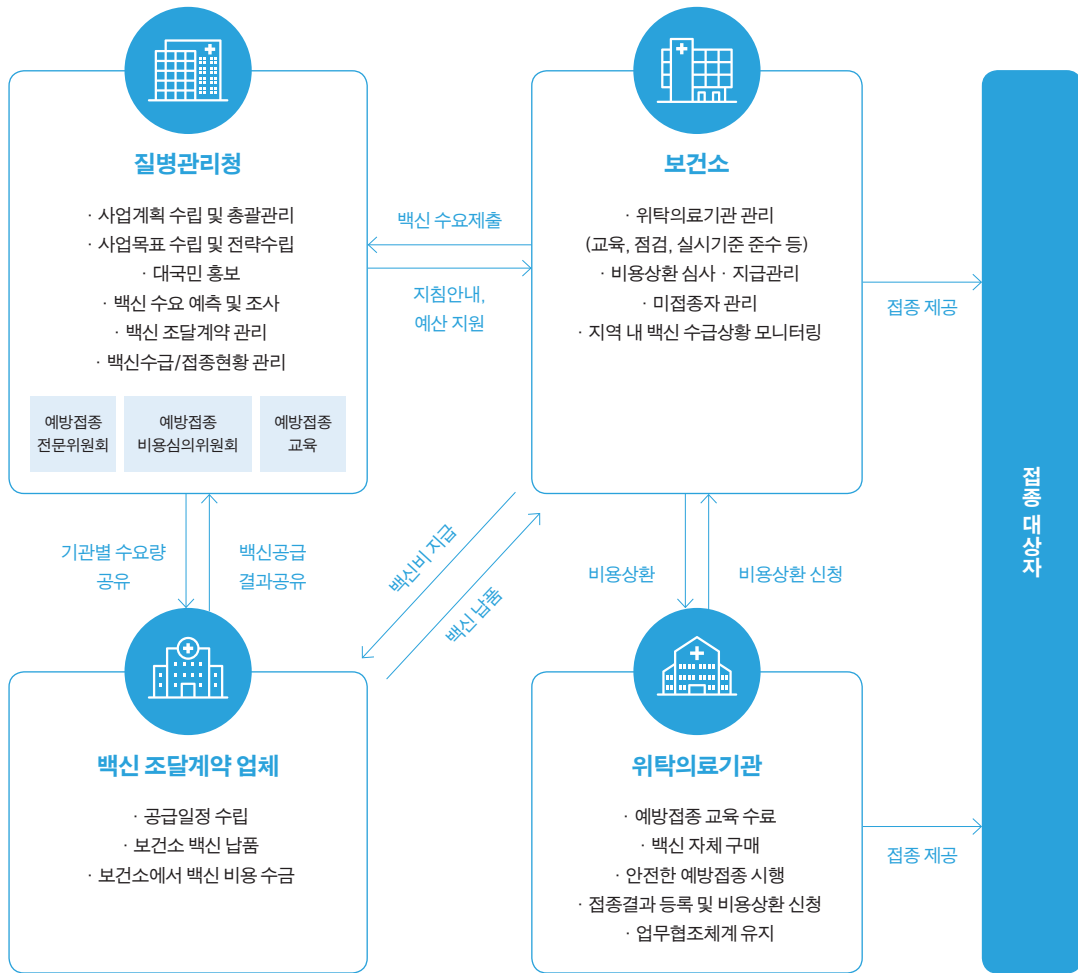 질병관리청
· 사업계획 수립 및 총괄관리
· 사업목표 수립 및 전략수립
· 대국민 홍보
· 백신 수요 예측 및 조사
· 백신 조달계약 관리
· 백신수급/접종현황 관리
예방접종
전문위원회
예방접종
비용심의위원회
예방접종
교육
백신 수요제출
지침안내,
예산 지원
보건소
· 위탁의료기관 관리
(교육, 점검, 실시기준 준수 등)
· 비용상환 심사 · 지급관리
· 미접종자 관리
· 지역 내 백신 수급상황 모니터링
접종 제공
접종 대상자
기관별 수요량
공유
백신공급
결과공유
백신비 지급
백신 납품
비용상환
비용상환 신청
백신 조달계약 업체
· 공급일정 수립
· 보건소 백신 납품
· 보건소에서 백신 비용 수금
위탁의료기관
· 예방접종 교육 수료
· 백신 자체 구매
· 안전한 예방접종 시행
· 접종결과 등록 및 비용상환 신청
· 업무협조체계 유지
접종 제공